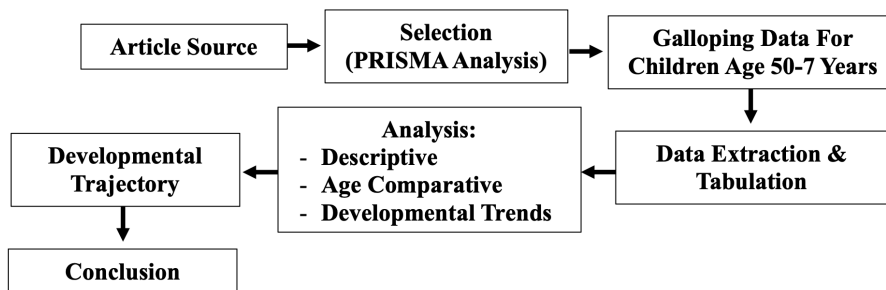 Article Source
Selection
(PRISMA Analysis)
Galloping Data For
Children Age 50-7 Years
Data Extraction &
Tabulation
Analysis:
- Descriptive
- Age Comparative
- Developmental Trends
Developmental
Trajectory
Conclusion